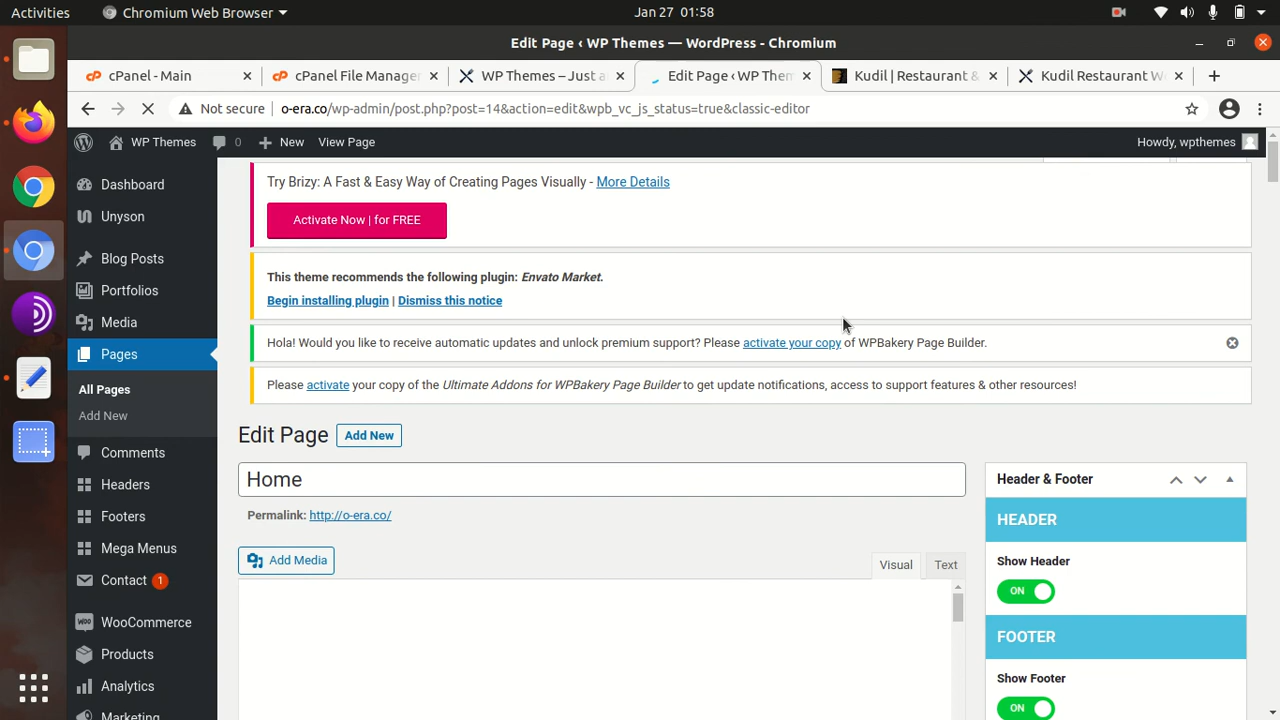 Activities
Chromium Web Browser
Jan 27 01:58
Edit Page ‹ WP Themes — WordPress - Chromium
cPanel - Main
cPanel File Manage
WP Themes – Just a
Edit Page ‹ WP Them
Kudil | Restaurant &
Kudil Restaurant W
Not secure
o-era.co/wp-admin/post.php?post=14&action=edit&wpb_vc_js_status=true&classic-editor
WP Themes
0
New
View Page
Howdy, wpthemes
Dashboard
Unyson
Blog Posts
Portfolios
Media
Pages
All Pages
Add New
Comments
Headers
Footers
Mega Menus
Contact 1
WooCommerce
Products
Analytics
Marketing
Try Brizy: A Fast & Easy Way of Creating Pages Visually - More Details
Activate Now | for FREE
This theme recommends the following plugin: Envato Market.
Begin installing plugin | Dismiss this notice
Hola! Would you like to receive automatic updates and unlock premium support? Please activate your copy of WPBakery Page Builder.
Please activate your copy of the Ultimate Addons for WPBakery Page Builder to get update notifications, access to support features & other resources!
Edit Page
Add New
Home
Permalink: http://o-era.co/
Add Media
Visual
Text
Header & Footer
HEADER
Show Header
ON
FOOTER
Show Footer
ON